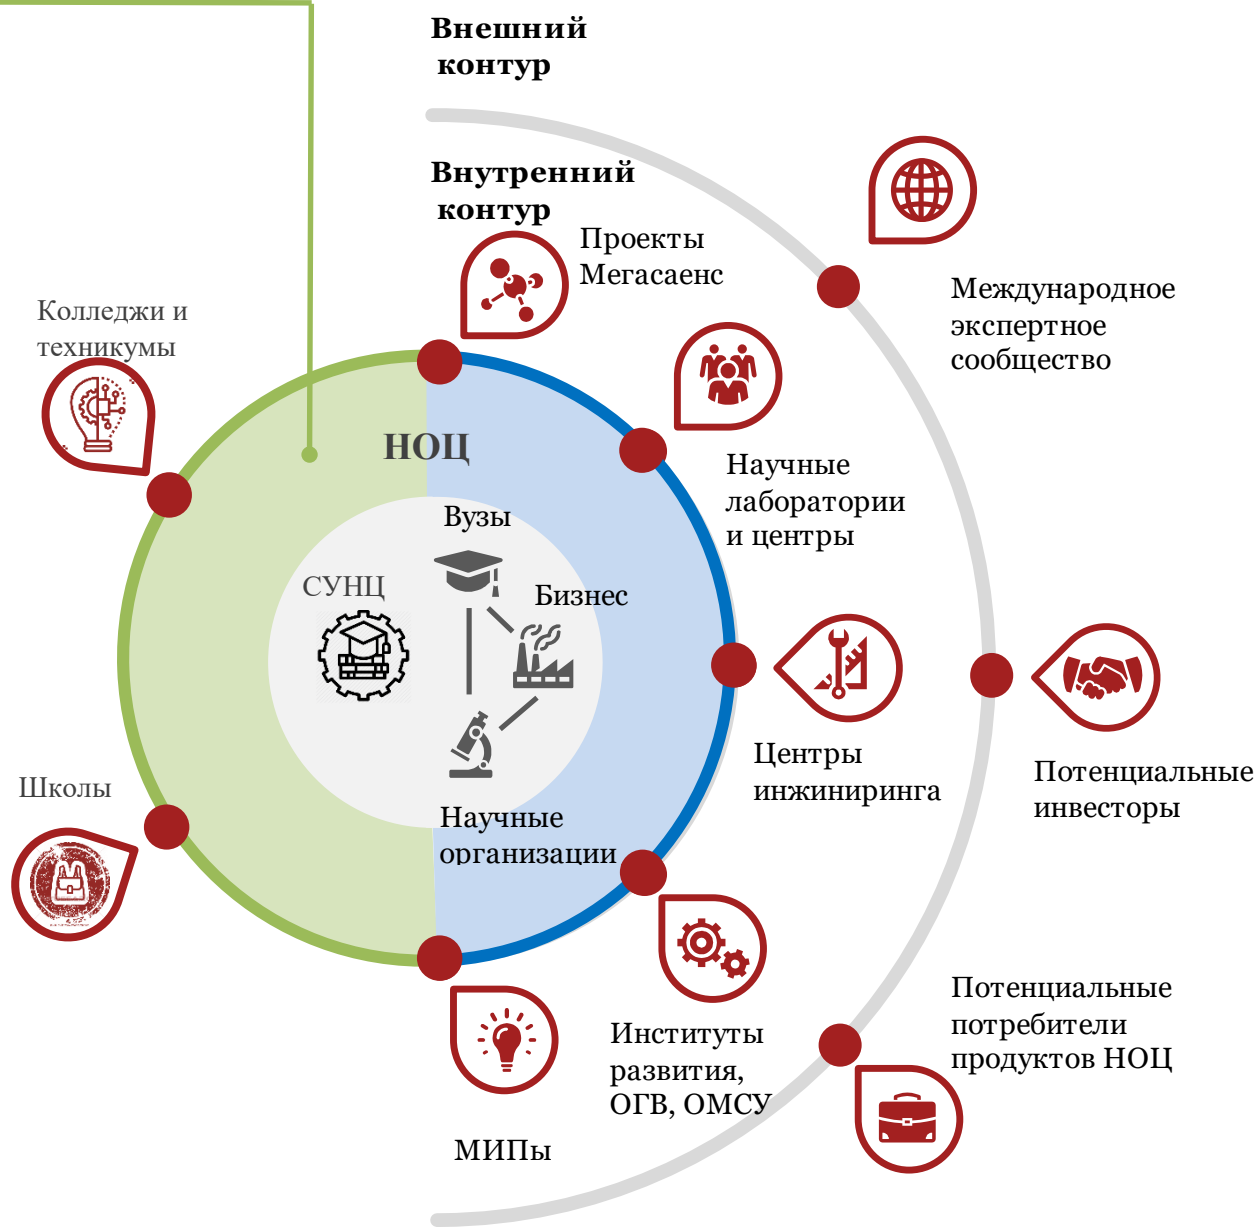 Внешний
контур
Внутренний
контур
Проекты
Мегасаенс
Международное
экспертное
сообщество
Колледжи и
техникумы
НОЦ
Научные
лаборатории
и центры
Вузы
СУНЦ
Бизнес
Центры
инжиниринга
Потенциальные
инвесторы
Школы
Научные
организации
Институты
развития,
ОГВ, ОМСУ
Потенциальные
потребители
продуктов НОЦ
МИПы